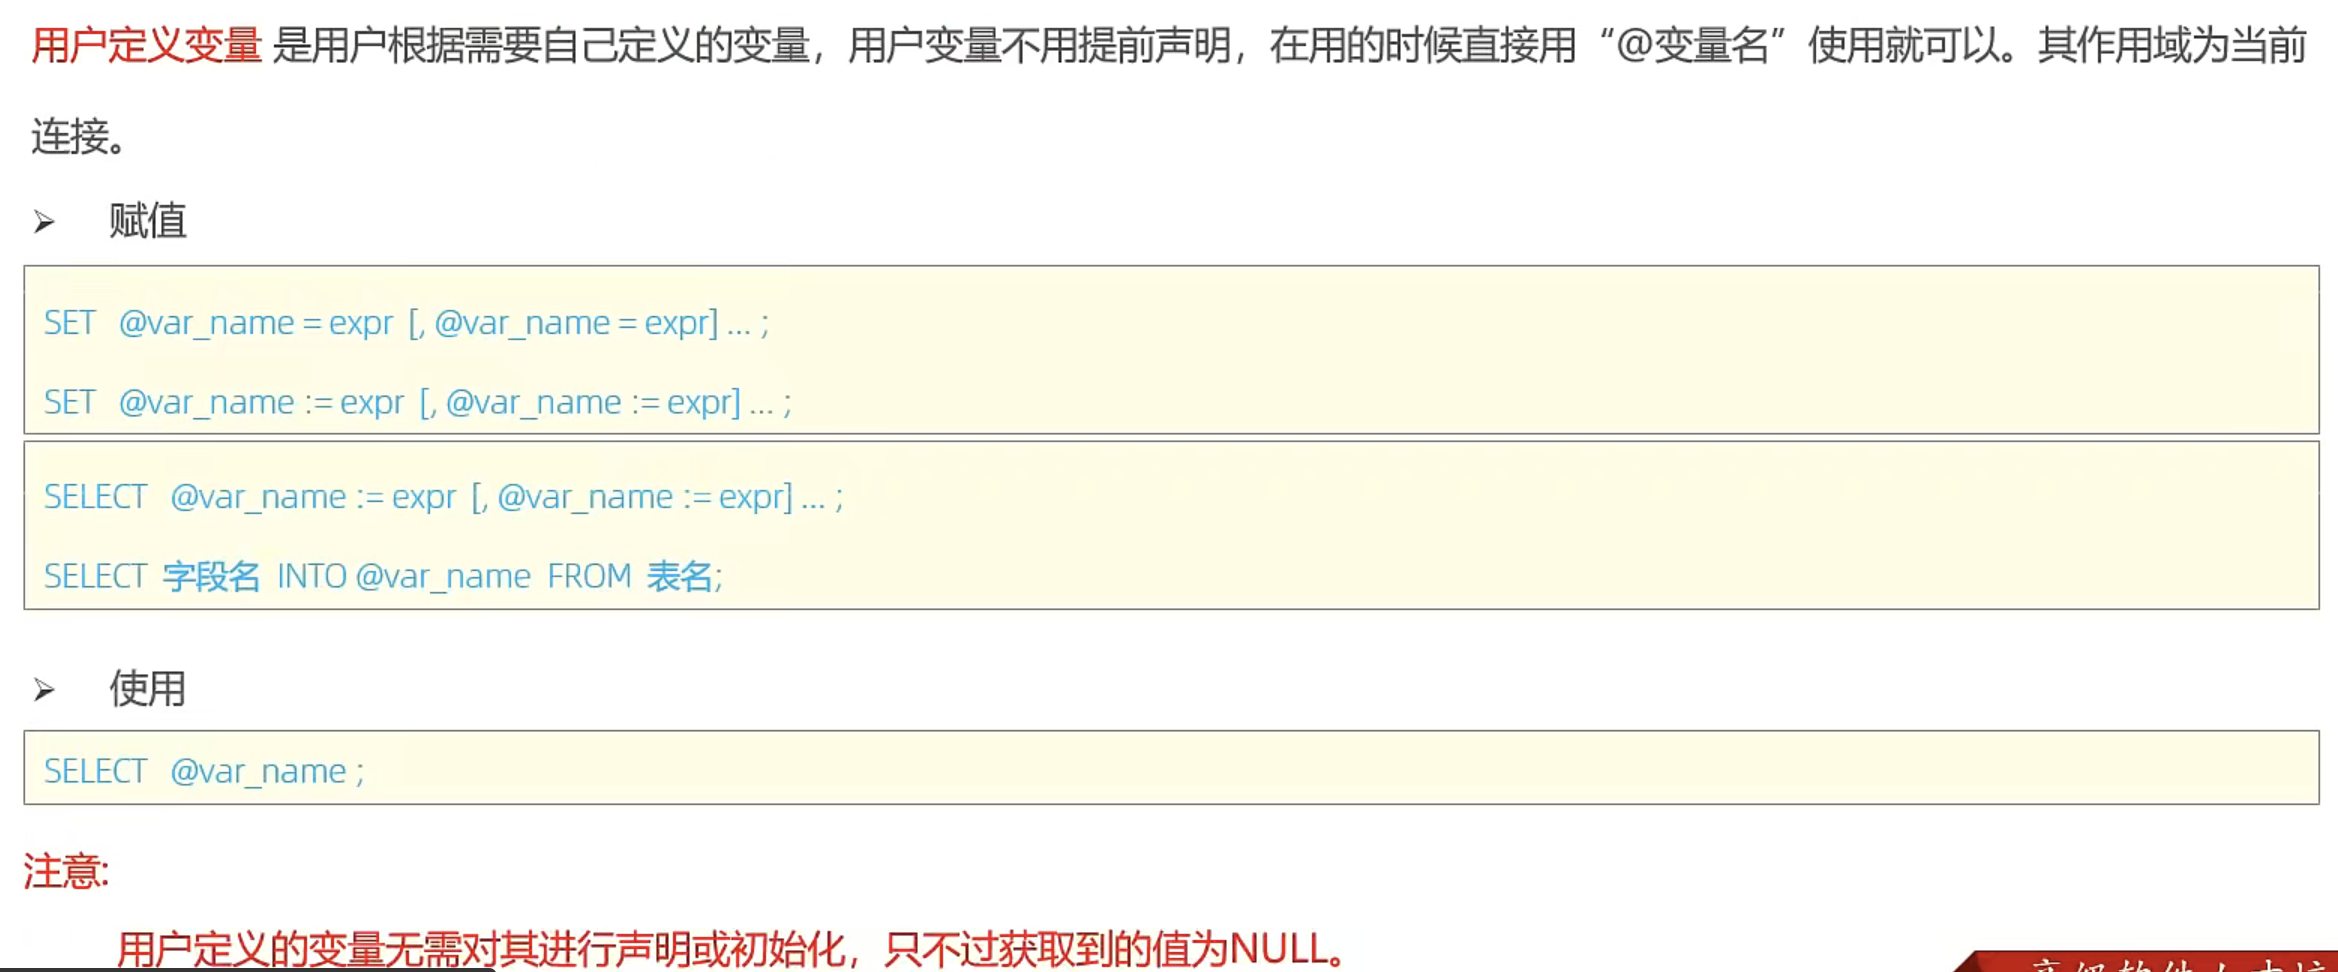 用户定义变量 是用户根据需要自己定义的变量，用户变量不用提前声明，在用的时候直接用“@变量名”使用就可以。其作用域为当前
连接。
➢ 赋值
SET @var_name = expr [, @var_name = expr] ... ;
SET @var_name := expr [, @var_name := expr] ... ;
SELECT @var_name := expr [, @var_name := expr] ... ;
SELECT 字段名 INTO @var_name FROM 表名;
➢ 使用
SELECT @var_name ;
注意:
用户定义的变量无需对其进行声明或初始化，只不过获取到的值为NULL。